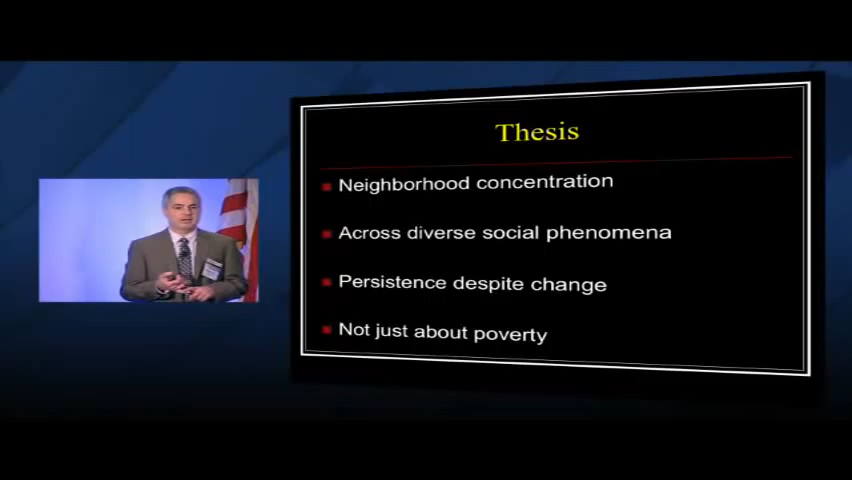 Thesis
Neighborhood concentration
Across diverse social phenomena
Persistence despite change
Not just about poverty